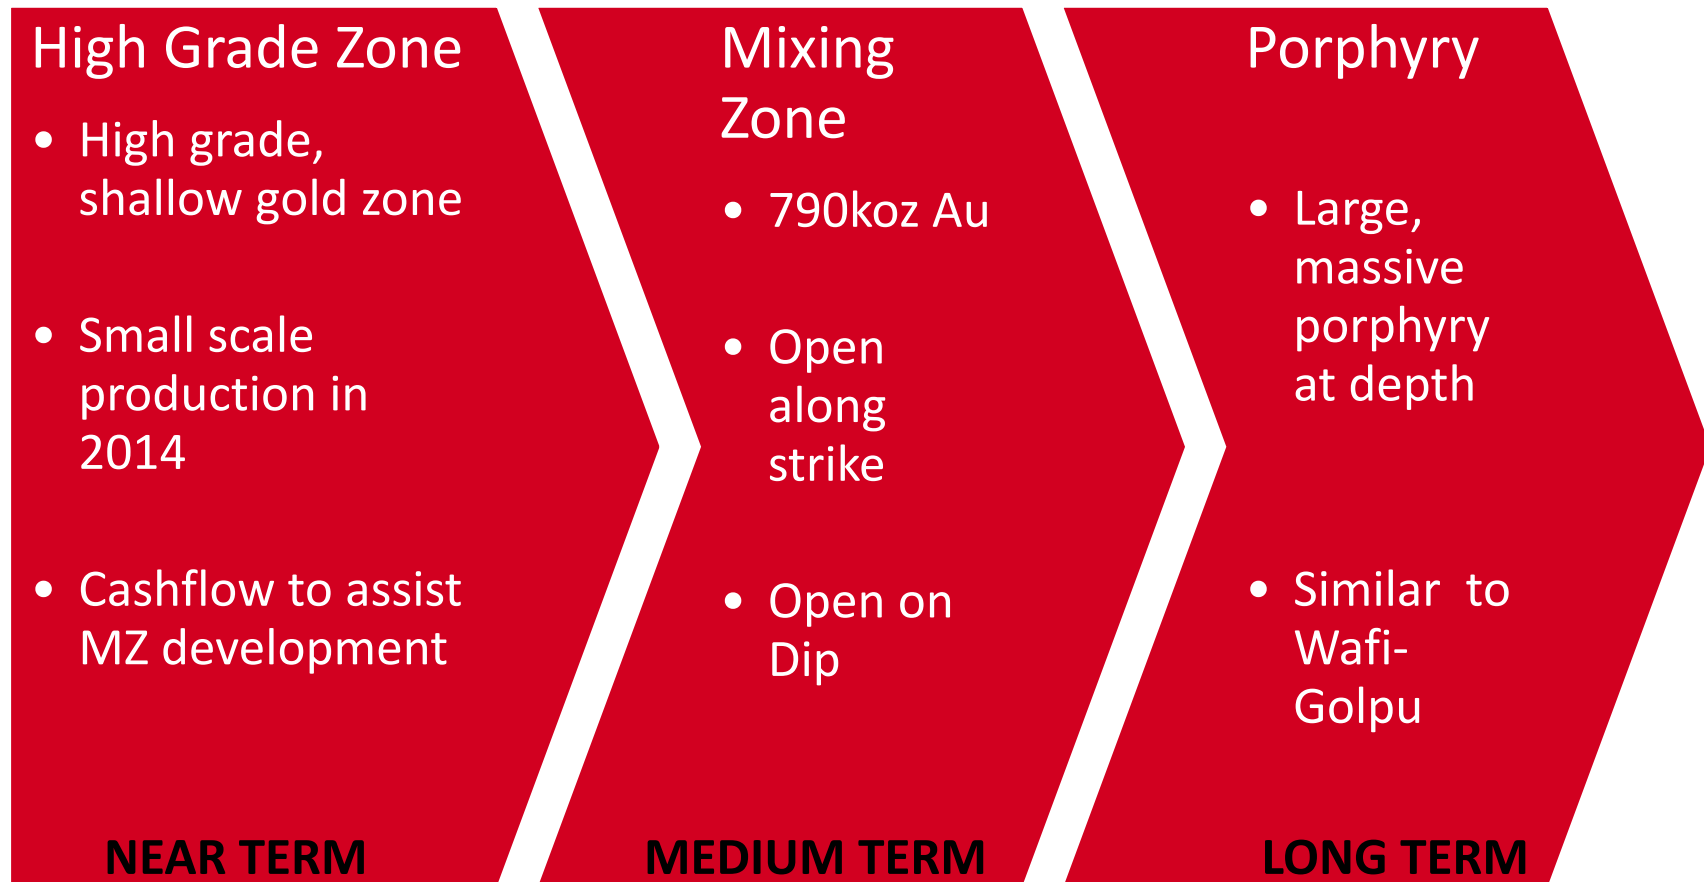 High Grade Zone
• High grade,
shallow gold zone
• Small scale
production in
2014
• Cashflow to assist
MZ development
NEAR TERM
Mixing
Zone
• 790koz Au
• Open
along
strike
• Open on
Dip
MEDIUM TERM
Porphyry
• Large,
massive
porphyry
at depth
• Similar  to
Wafi-
Golpu
LONG TERM